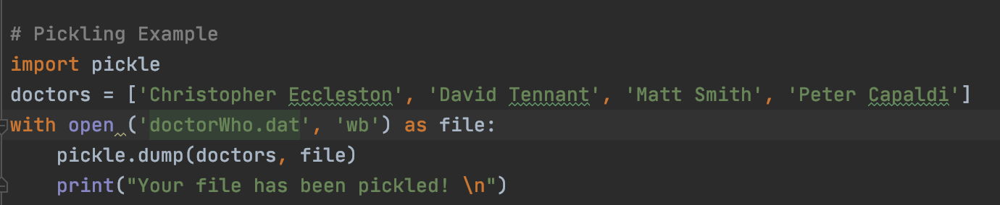 # Pickling Example
import pickle
doctors = ['Christopher Eccleston', 'David Tennant', 'Matt Smith', 'Peter Capaldi']
with open ('doctorWho.dat', 'wb') as file:
    pickle.dump(doctors, file)
    print("Your file has been pickled! \n")